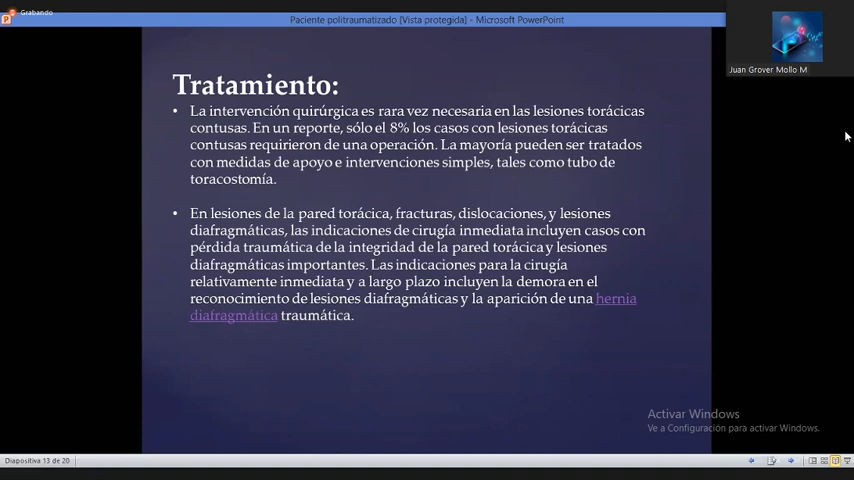 Grabando
Paciente politraumatizado [Vista protegida] - Microsoft PowerPoint
Juan Grover Mollo M
Tratamiento:
• La intervención quirúrgica es rara vez necesaria en las lesiones torácicas
contusas. En un reporte, sólo el 8% los casos con lesiones torácicas
contusas requirieron de una operación. La mayoría pueden ser tratados
con medidas de apoyo e intervenciones simples, tales como tubo de
toracostomía.
• En lesiones de la pared torácica, fracturas, dislocaciones, y lesiones
diafragmáticas, las indicaciones de cirugía inmediata incluyen casos con
pérdida traumática de la integridad de la pared torácica y lesiones
diafragmáticas importantes. Las indicaciones para la cirugía
relativamente inmediata y a largo plazo incluyen la demora en el
reconocimiento de lesiones diafragmáticas y la aparición de una hernia
diafragmática traumática.
Activar Windows
Ve a Configuración para activar Windows.
Diapositiva 13 de 20